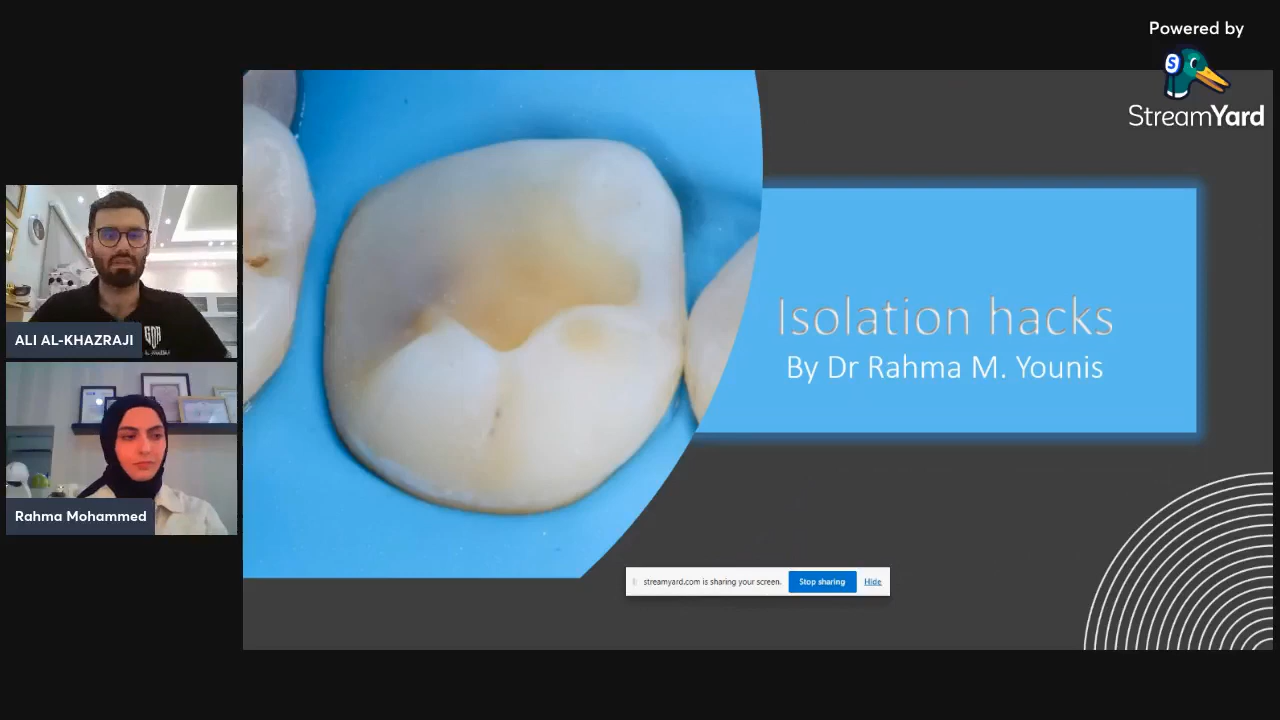 Powered by
S
StreamYard
ALI AL-KHAZRAJI
Rahma Mohammed
Isolation hacks
By Dr Rahma M. Younis
streamyard.com is sharing your screen.
Stop sharing
Hide